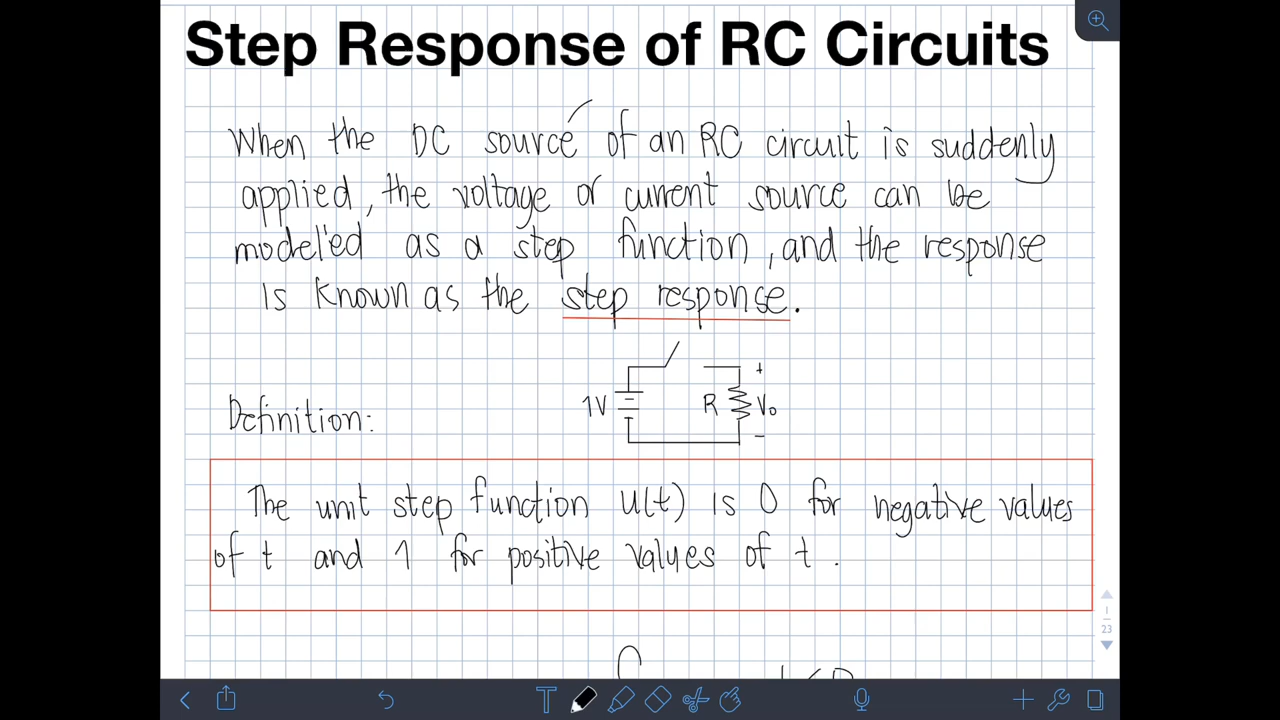 Step Response of RC Circuits
When the DC source of an RC circuit is suddenly
applied, the voltage or current source can be
modeled as a step function, and the response
is known as the step response.
+
1V R Vo
−
Definition:
The unit step function u(t) is 0 for negative values
of t and 1 for positive values of t.
1
23
T